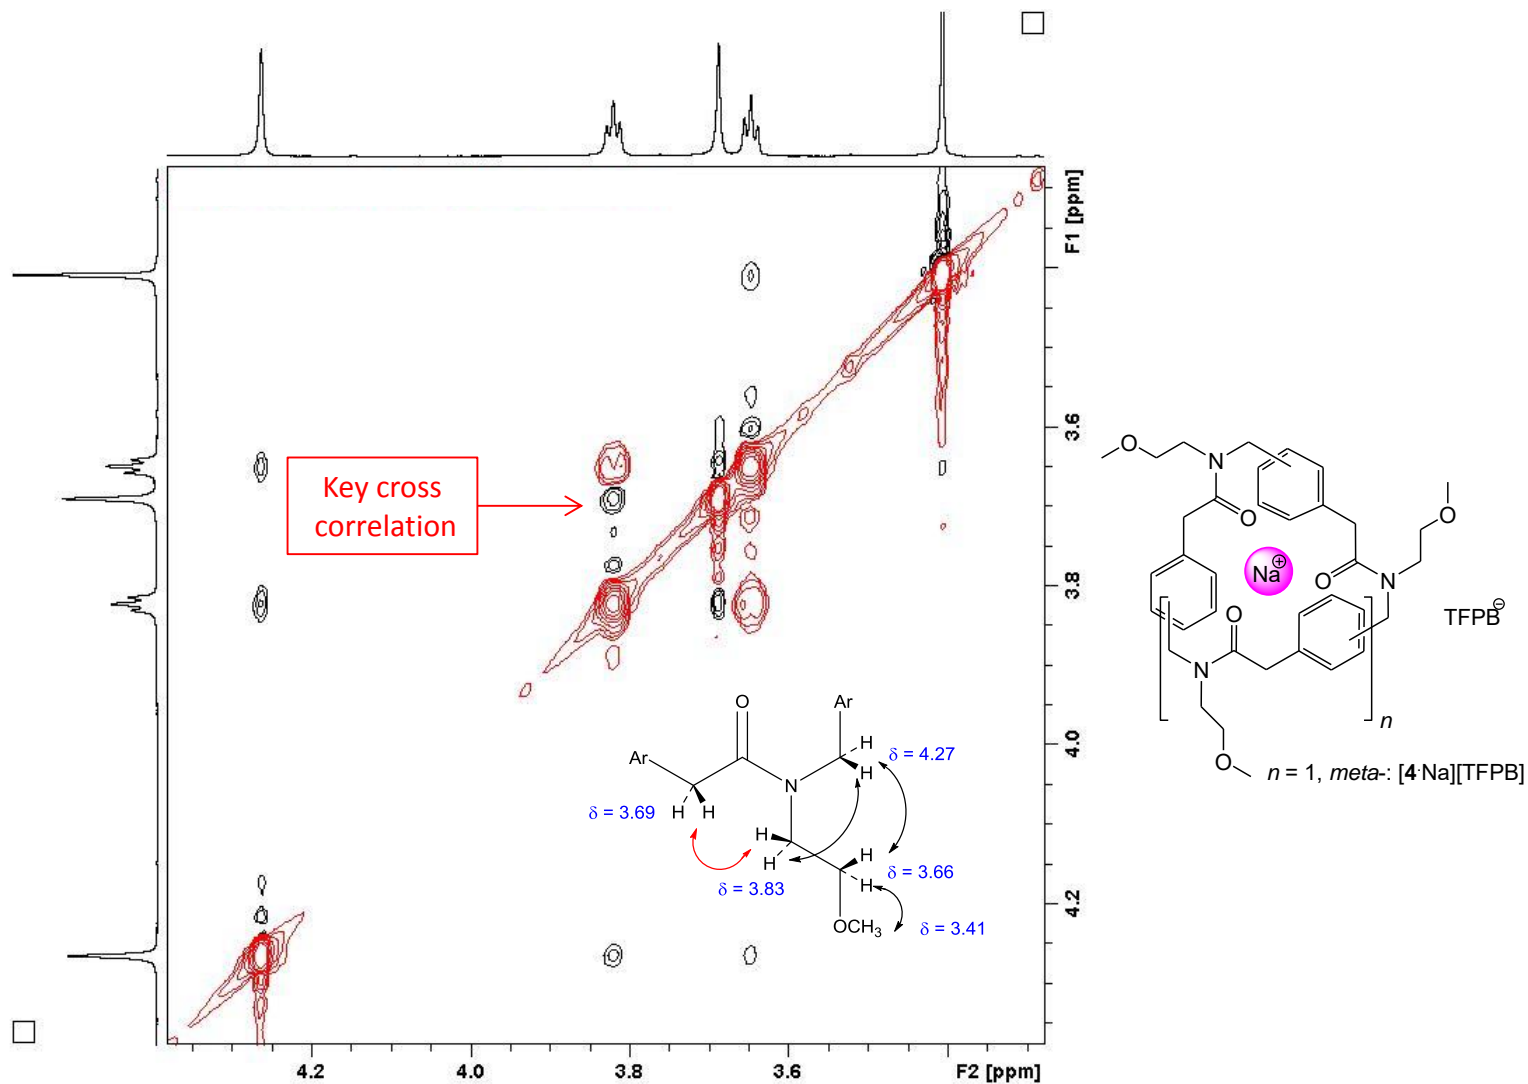 F1 [ppm]
3.6
3.8
4.0
4.2
4.2
4.0
3.8
3.6
F2 [ppm]
Key cross
correlation
O
Ar
Ar
N
H
H
H
H
H
H
H
H
OCH₃
δ = 4.27
δ = 3.69
δ = 3.83
δ = 3.66
δ = 3.41
O
N
O
O
N
O
Na⊕
O
N
O
TFPB⊖
n
n = 1, meta-: [4·Na][TFPB]